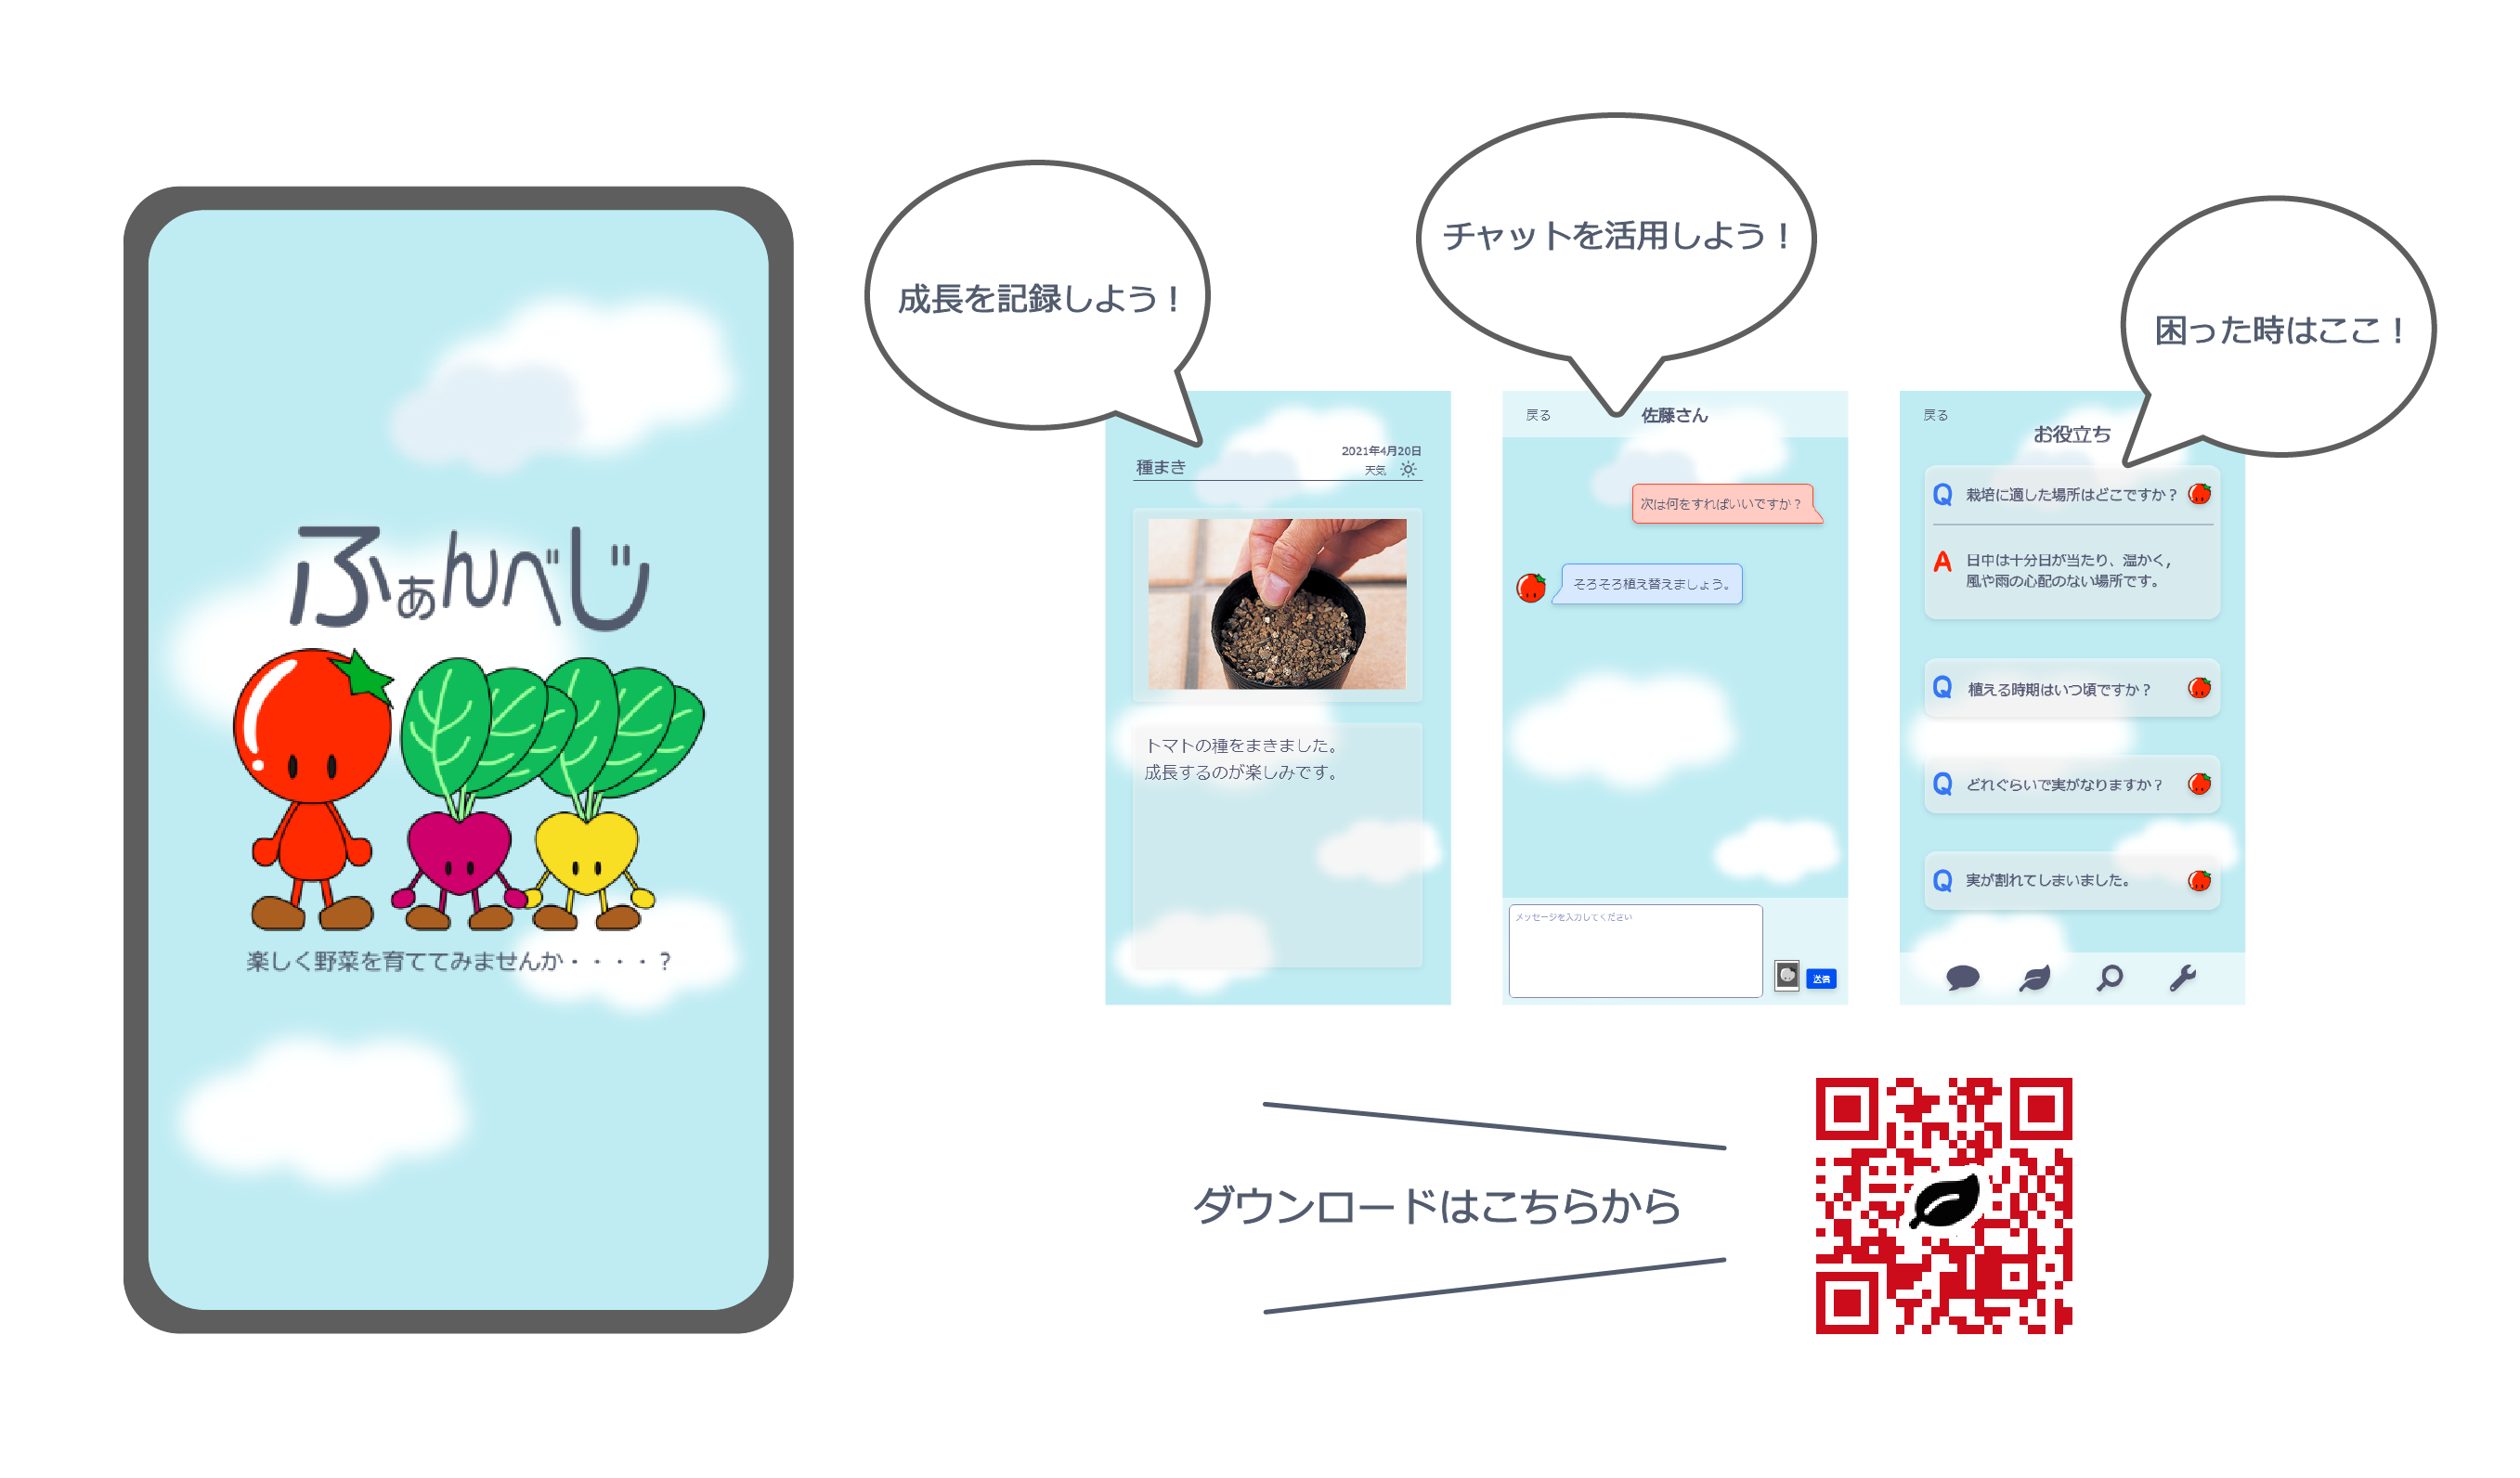 ふぁんべじ
楽しく野菜を育ててみませんか・・・・？
成長を記録しよう！
チャットを活用しよう！
困った時はここ！
2021年4月20日
種まき
天気
トマトの種をまきました。
成長するのが楽しみです。
戻る
佐藤さん
次は何をすればいいですか？
そろそろ植え替えましょう。
メッセージを入力してください
送信
戻る
お役立ち
Q 栽培に適した場所はどこですか？
A 日中は十分日が当たり、温かく,
風や雨の心配のない場所です。
Q 植える時期はいつ頃ですか？
Q どれぐらいで実がなりますか？
Q 実が割れてしまいました。
ダウンロードはこちらから